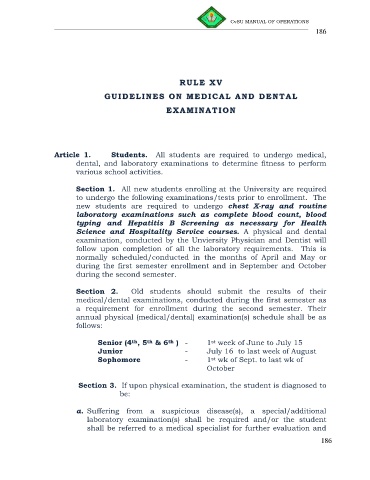 CvSU MANUAL OF OPERATIONS
186
RULE XV
GUIDELINES ON MEDICAL AND DENTAL
EXAMINATION
Article 1. Students. All students are required to undergo medical,
dental, and laboratory examinations to determine fitness to perform
various school activities.
Section 1. All new students enrolling at the University are required
to undergo the following examinations/tests prior to enrollment. The
new students are required to undergo chest X-ray and routine
laboratory examinations such as complete blood count, blood
typing and Hepatitis B Screening as necessary for Health
Science and Hospitality Service courses. A physical and dental
examination, conducted by the Unviersity Physician and Dentist will
follow upon completion of all the laboratory requirements. This is
normally scheduled/conducted in the months of April and May or
during the first semester enrollment and in September and October
during the second semester.
Section 2. Old students should submit the results of their
medical/dental examinations, conducted during the first semester as
a requirement for enrollment during the second semester. Their
annual physical (medical/dental) examination(s) schedule shall be as
follows:
Senior (4th, 5th & 6th ) - 1st week of June to July 15
Junior - July 16 to last week of August
Sophomore - 1st wk of Sept. to last wk of
October
Section 3. If upon physical examination, the student is diagnosed to
be:
a. Suffering from a suspicious disease(s), a special/additional
laboratory examination(s) shall be required and/or the student
shall be referred to a medical specialist for further evaluation and
186